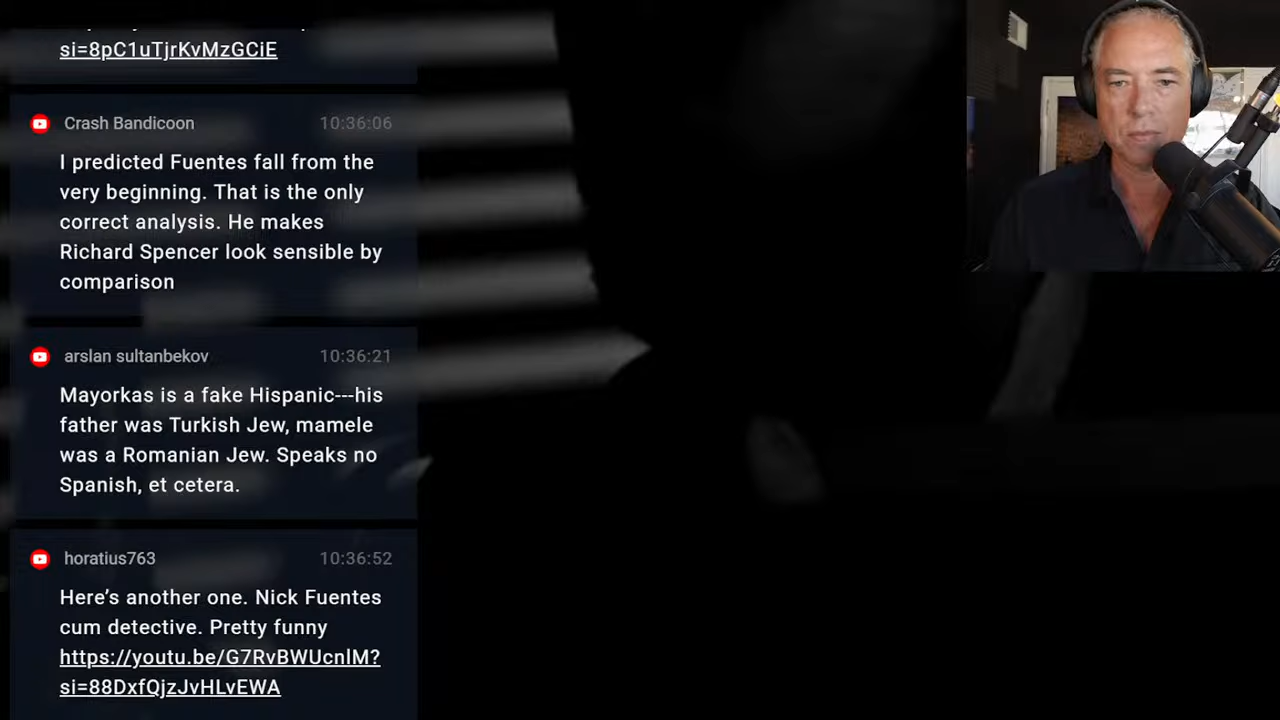 si=8pC1uTjrKvMzGCiE
Crash Bandicoon 10:36:06
I predicted Fuentes fall from the
very beginning. That is the only
correct analysis. He makes
Richard Spencer look sensible by
comparison
arslan sultanbekov 10:36:21
Mayorkas is a fake Hispanic---his
father was Turkish Jew, mamele
was a Romanian Jew. Speaks no
Spanish, et cetera.
horatius763 10:36:52
Here’s another one. Nick Fuentes
cum detective. Pretty funny
https://youtu.be/G7RvBWUcnlM?
si=88DxfQjzJvHLvEWA